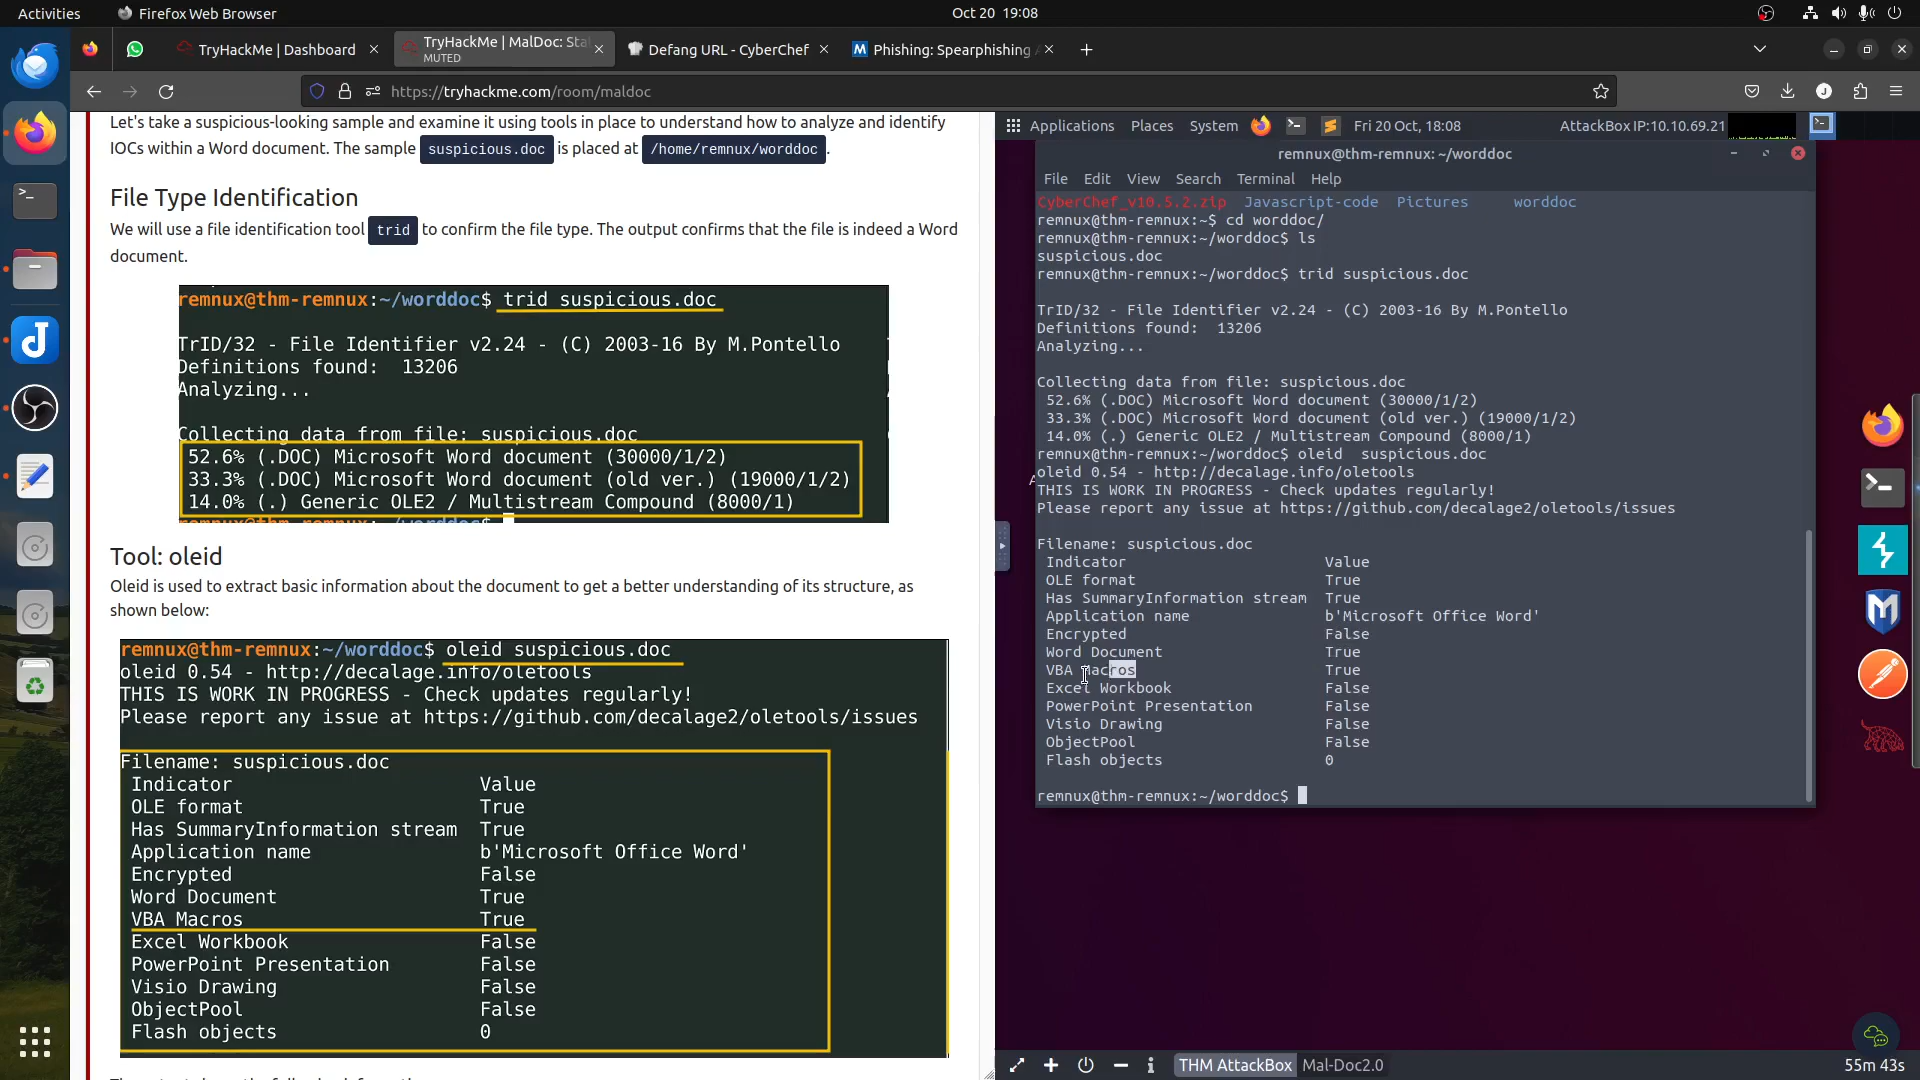 Activities
Firefox Web Browser
Oct 20 19:08
TryHackMe | Dashboard
TryHackMe | MalDoc: Sta
MUTED
Defang URL - CyberChef
Phishing: Spearphishing A
https://tryhackme.com/room/maldoc
Let's take a suspicious-looking sample and examine it using tools in place to understand how to analyze and identify
IOCs within a Word document. The sample suspicious.doc is placed at /home/remnux/worddoc .
File Type Identification
We will use a file identification tool trid to confirm the file type. The output confirms that the file is indeed a Word
document.
remnux@thm-remnux:~/worddoc$ trid suspicious.doc
TrID/32 - File Identifier v2.24 - (C) 2003-16 By M.Pontello
Definitions found:  13206
Analyzing...
Collecting data from file: suspicious.doc
52.6% (.DOC) Microsoft Word document (30000/1/2)
33.3% (.DOC) Microsoft Word document (old ver.) (19000/1/2)
14.0% (.) Generic OLE2 / Multistream Compound (8000/1)
remnux@thm-remnux:~/worddoc$
Tool: oleid
Oleid is used to extract basic information about the document to get a better understanding of its structure, as
shown below:
remnux@thm-remnux:~/worddoc$ oleid suspicious.doc
oleid 0.54 - http://decalage.info/oletools
THIS IS WORK IN PROGRESS - Check updates regularly!
Please report any issue at https://github.com/decalage2/oletools/issues
Filename: suspicious.doc
Indicator Value
OLE format True
Has SummaryInformation stream True
Application name b'Microsoft Office Word'
Encrypted False
Word Document True
VBA Macros True
Excel Workbook False
PowerPoint Presentation False
Visio Drawing False
ObjectPool False
Flash objects 0
Applications Places System Fri 20 Oct, 18:08 AttackBox IP:10.10.69.21
remnux@thm-remnux: ~/worddoc
File Edit View Search Terminal Help
CyberChef_v10.5.2.zip Javascript-code Pictures worddoc
remnux@thm-remnux:~$ cd worddoc/
remnux@thm-remnux:~/worddoc$ ls
suspicious.doc
remnux@thm-remnux:~/worddoc$ trid suspicious.doc
TrID/32 - File Identifier v2.24 - (C) 2003-16 By M.Pontello
Definitions found:  13206
Analyzing...
Collecting data from file: suspicious.doc
52.6% (.DOC) Microsoft Word document (30000/1/2)
33.3% (.DOC) Microsoft Word document (old ver.) (19000/1/2)
14.0% (.) Generic OLE2 / Multistream Compound (8000/1)
remnux@thm-remnux:~/worddoc$ oleid  suspicious.doc
oleid 0.54 - http://decalage.info/oletools
THIS IS WORK IN PROGRESS - Check updates regularly!
Please report any issue at https://github.com/decalage2/oletools/issues
Filename: suspicious.doc
Indicator Value
OLE format True
Has SummaryInformation stream True
Application name b'Microsoft Office Word'
Encrypted False
Word Document True
VBA Macros True
Excel Workbook False
PowerPoint Presentation False
Visio Drawing False
ObjectPool False
Flash objects 0
remnux@thm-remnux:~/worddoc$
THM AttackBox Mal-Doc2.0
55m 43s